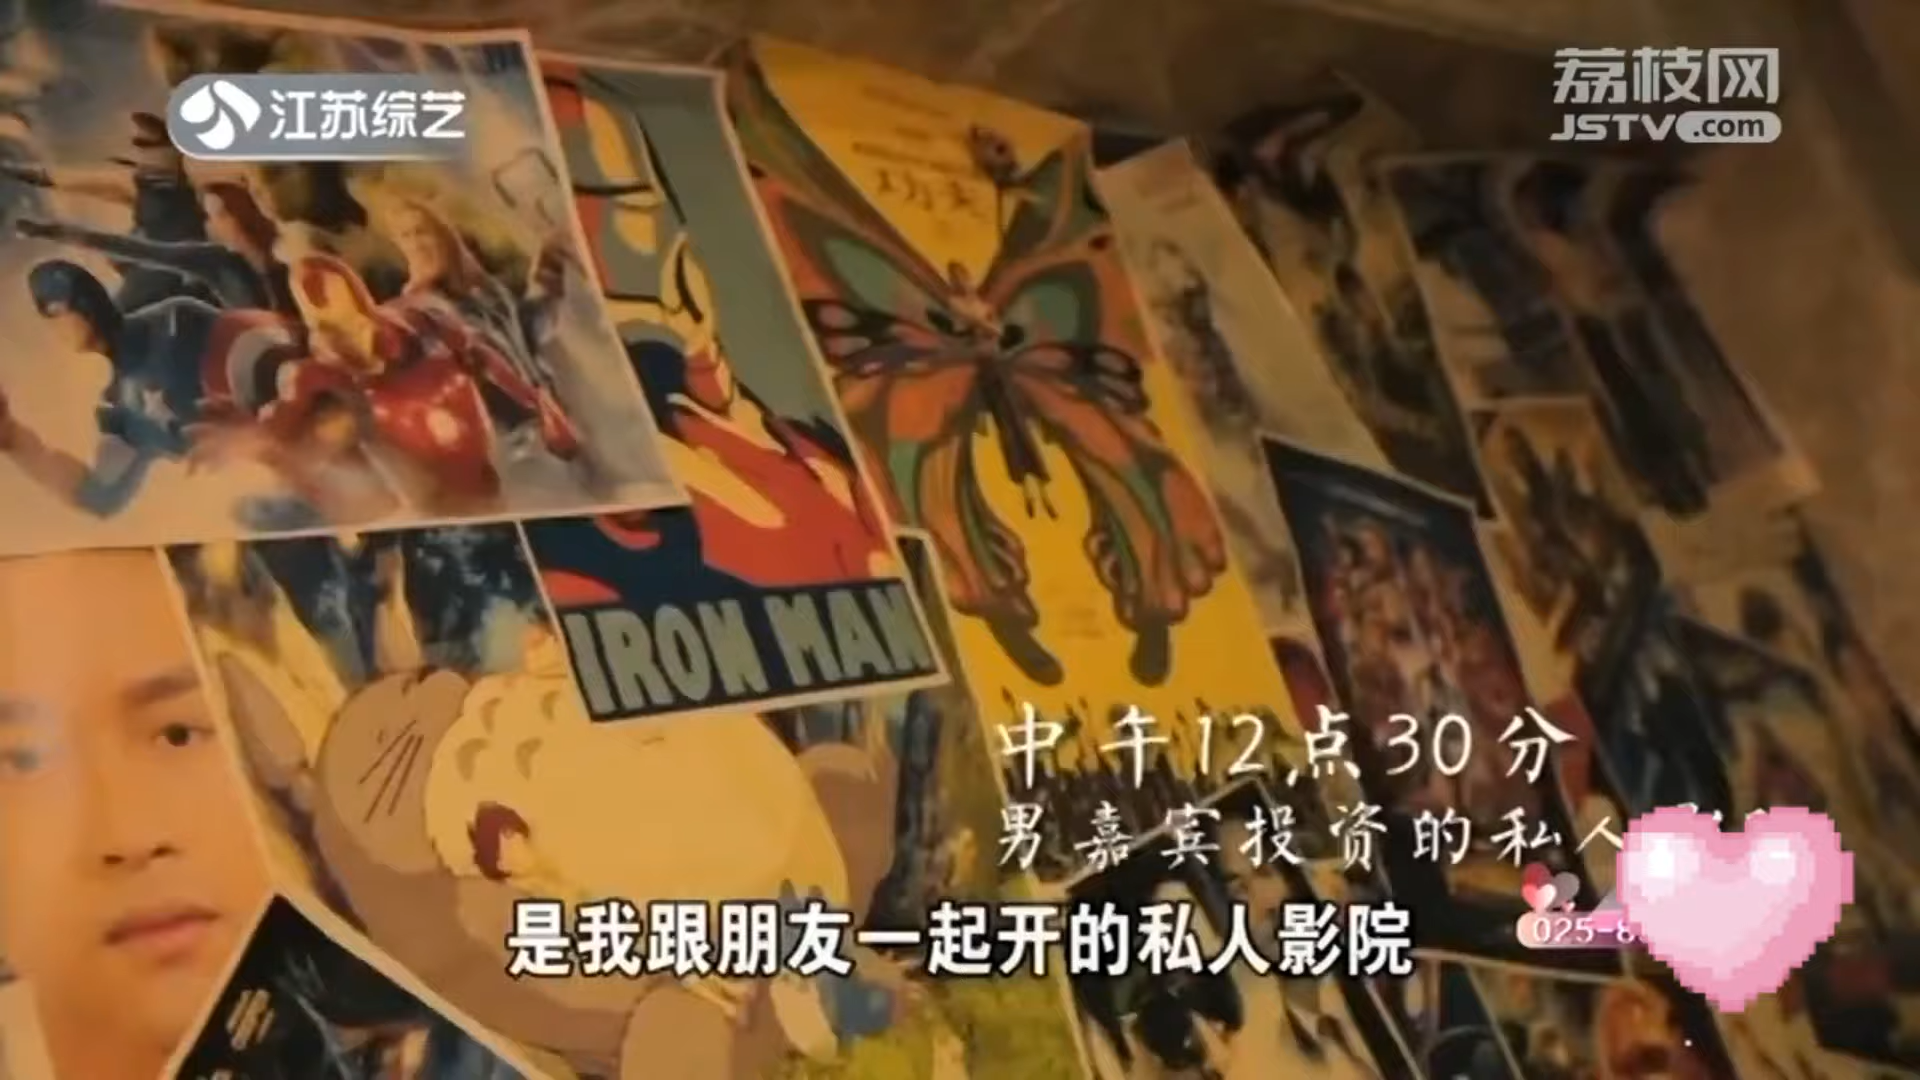 江苏综艺
荔枝网
JSTV.com
功夫
IRON MAN
中午12点30分
男嘉宾投资的私人
是我跟朋友一起开的私人影院
025-8